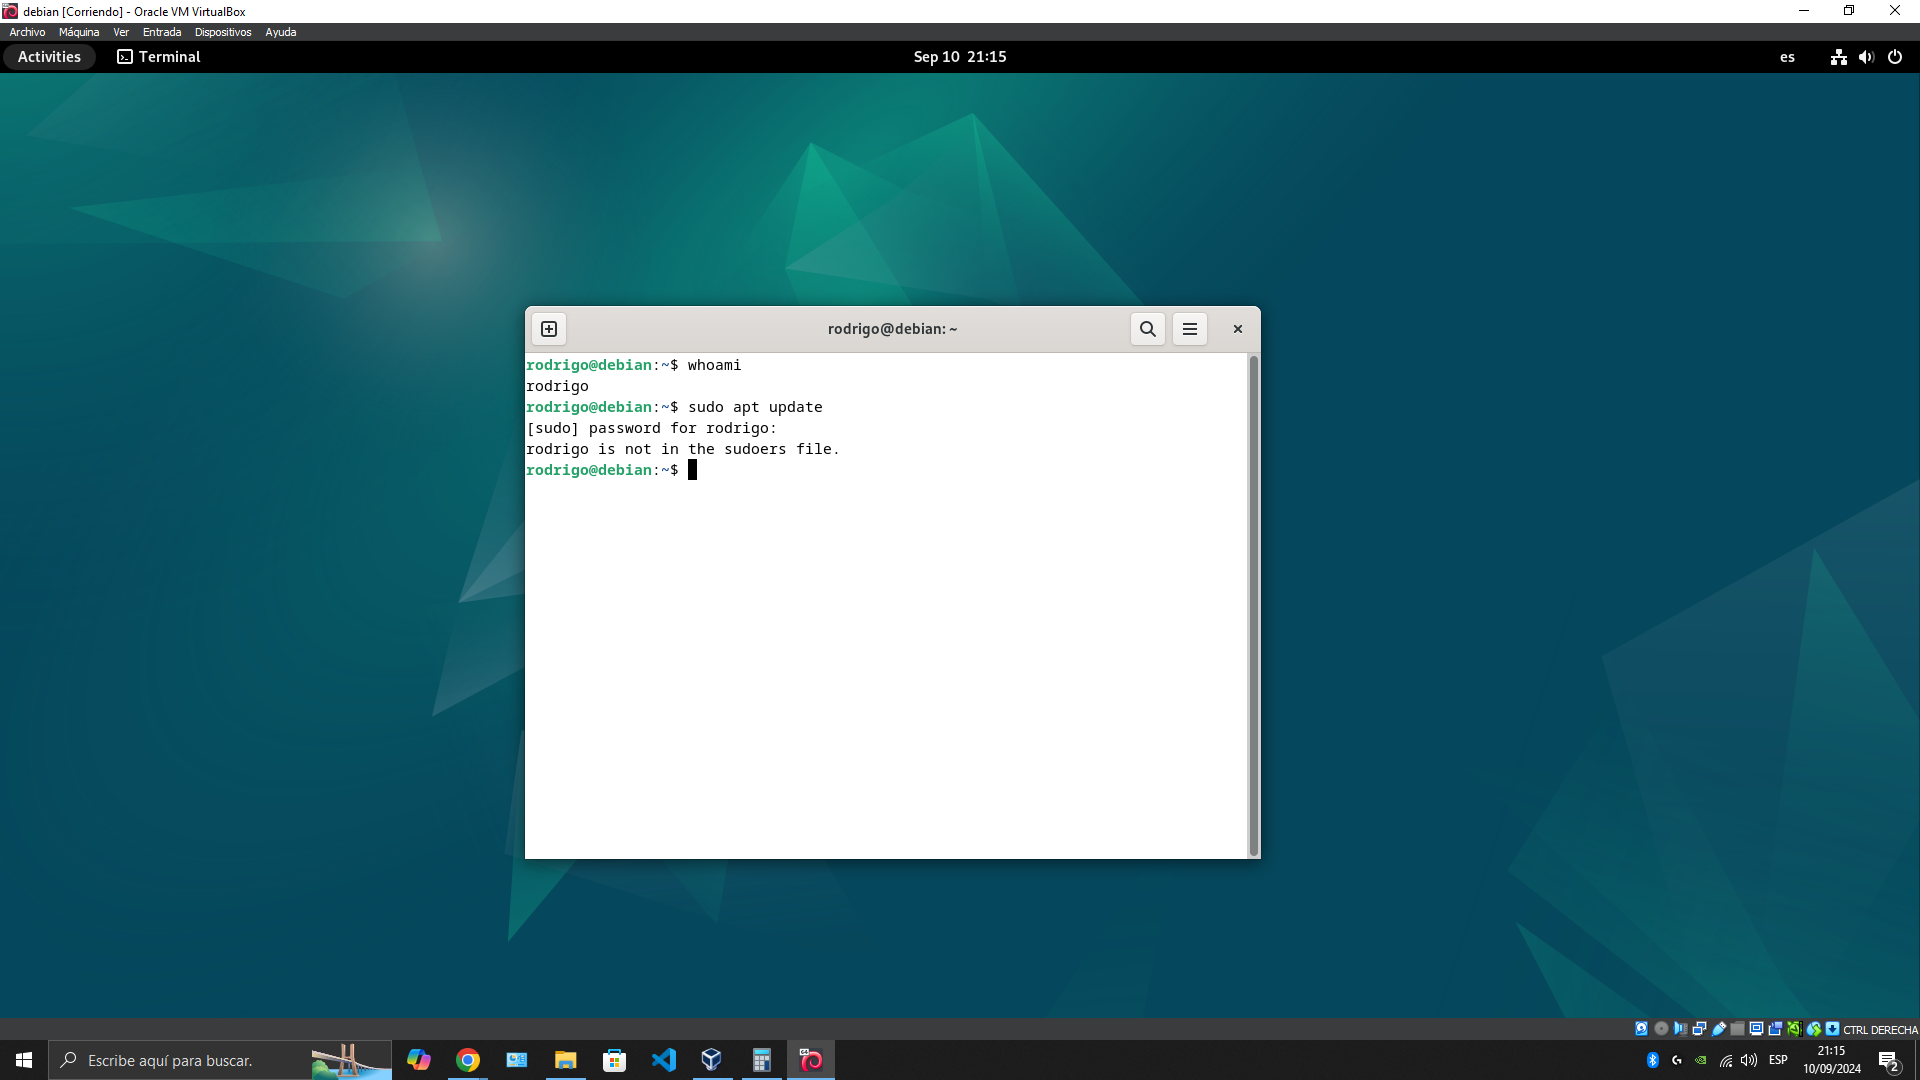 debian [Corriendo] - Oracle VM VirtualBox
Archivo Máquina Ver Entrada Dispositivos Ayuda
Activities Terminal Sep 10 21:15 es
rodrigo@debian: ~
rodrigo@debian:~$ whoami
rodrigo
rodrigo@debian:~$ sudo apt update
[sudo] password for rodrigo:
rodrigo is not in the sudoers file.
rodrigo@debian:~$
CTRL DERECHA
Escribe aquí para buscar.
ESP
21:15
10/09/2024
2